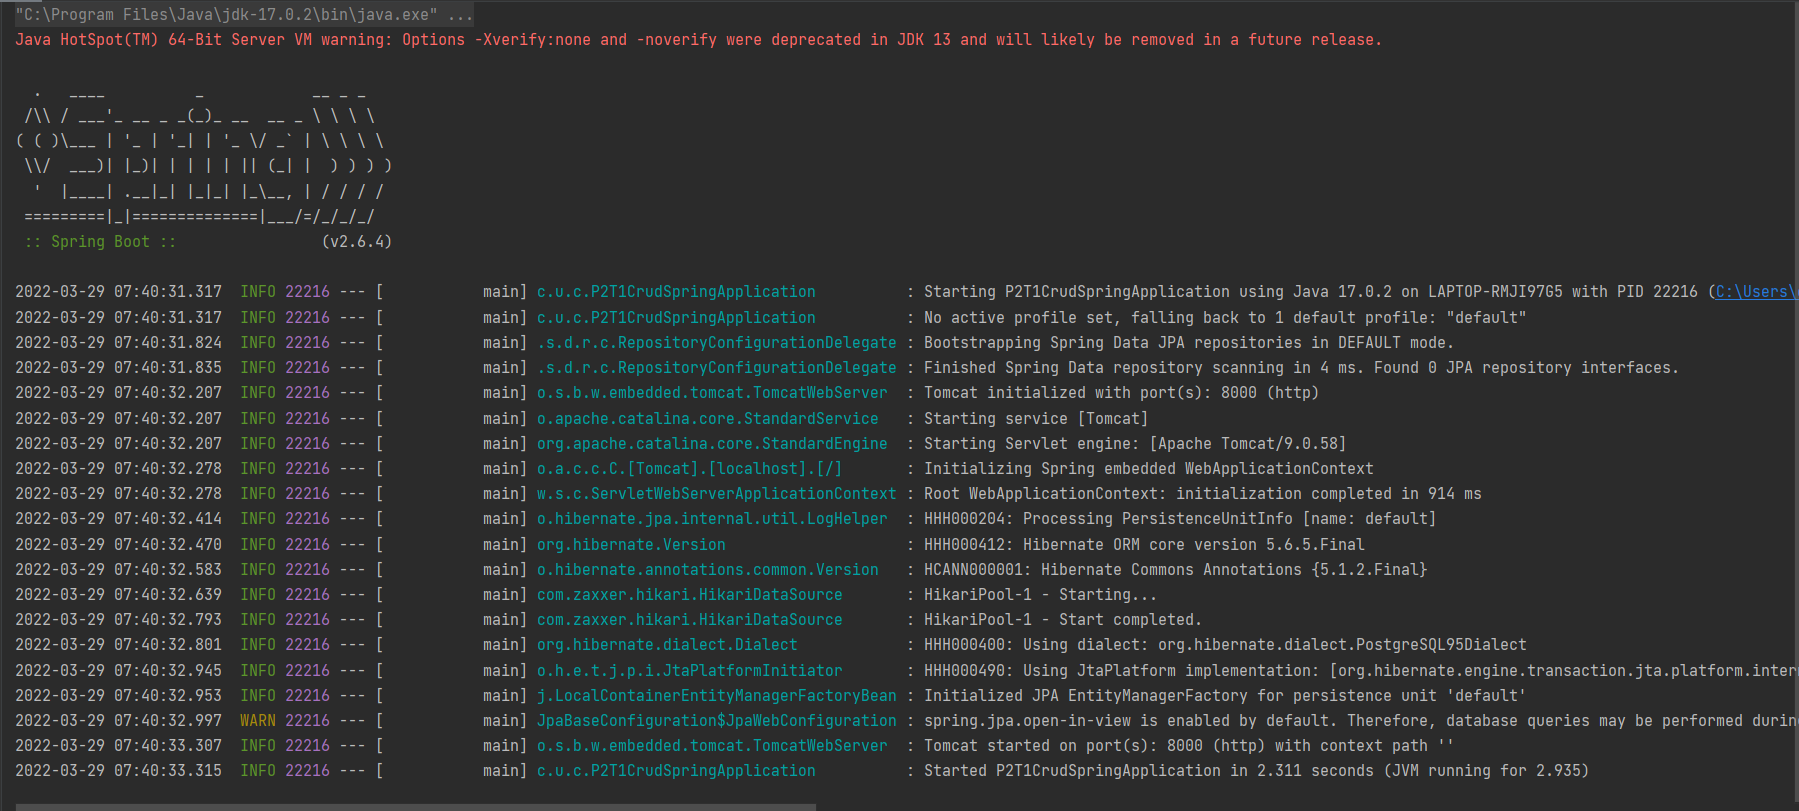 "C:\Program Files\Java\jdk-17.0.2\bin\java.exe" ...
Java HotSpot(TM) 64-Bit Server VM warning: Options -Xverify:none and -noverify were deprecated in JDK 13 and will likely be removed in a future release.

  .   ____          _            __ _ _
 /\\ / ___'_ __ _ _(_)_ __  __ _ \ \ \ \
( ( )\___ | '_ | '_| | '_ \/ _` | \ \ \ \
 \\/  ___)| |_)| | | | | || (_| |  ) ) ) )
  '  |____| .__|_| |_|_| |_\__, | / / / /
 =========|_|==============|___/=/_/_/_/
 :: Spring Boot ::                (v2.6.4)

2022-03-29 07:40:31.317  INFO 22216 --- [           main] c.u.c.P2T1CrudSpringApplication          : Starting P2T1CrudSpringApplication using Java 17.0.2 on LAPTOP-RMJI97G5 with PID 22216 (C:\Users\
2022-03-29 07:40:31.317  INFO 22216 --- [           main] c.u.c.P2T1CrudSpringApplication          : No active profile set, falling back to 1 default profile: "default"
2022-03-29 07:40:31.824  INFO 22216 --- [           main] .s.d.r.c.RepositoryConfigurationDelegate : Bootstrapping Spring Data JPA repositories in DEFAULT mode.
2022-03-29 07:40:31.835  INFO 22216 --- [           main] .s.d.r.c.RepositoryConfigurationDelegate : Finished Spring Data repository scanning in 4 ms. Found 0 JPA repository interfaces.
2022-03-29 07:40:32.207  INFO 22216 --- [           main] o.s.b.w.embedded.tomcat.TomcatWebServer  : Tomcat initialized with port(s): 8000 (http)
2022-03-29 07:40:32.207  INFO 22216 --- [           main] o.apache.catalina.core.StandardService   : Starting service [Tomcat]
2022-03-29 07:40:32.207  INFO 22216 --- [           main] org.apache.catalina.core.StandardEngine  : Starting Servlet engine: [Apache Tomcat/9.0.58]
2022-03-29 07:40:32.278  INFO 22216 --- [           main] o.a.c.c.C.[Tomcat].[localhost].[/]       : Initializing Spring embedded WebApplicationContext
2022-03-29 07:40:32.278  INFO 22216 --- [           main] w.s.c.ServletWebServerApplicationContext : Root WebApplicationContext: initialization completed in 914 ms
2022-03-29 07:40:32.414  INFO 22216 --- [           main] o.hibernate.jpa.internal.util.LogHelper  : HHH000204: Processing PersistenceUnitInfo [name: default]
2022-03-29 07:40:32.470  INFO 22216 --- [           main] org.hibernate.Version                    : HHH000412: Hibernate ORM core version 5.6.5.Final
2022-03-29 07:40:32.583  INFO 22216 --- [           main] o.hibernate.annotations.common.Version   : HCANN000001: Hibernate Commons Annotations {5.1.2.Final}
2022-03-29 07:40:32.639  INFO 22216 --- [           main] com.zaxxer.hikari.HikariDataSource       : HikariPool-1 - Starting...
2022-03-29 07:40:32.793  INFO 22216 --- [           main] com.zaxxer.hikari.HikariDataSource       : HikariPool-1 - Start completed.
2022-03-29 07:40:32.801  INFO 22216 --- [           main] org.hibernate.dialect.Dialect            : HHH000400: Using dialect: org.hibernate.dialect.PostgreSQL95Dialect
2022-03-29 07:40:32.945  INFO 22216 --- [           main] o.h.e.t.j.p.i.JtaPlatformInitiator       : HHH000490: Using JtaPlatform implementation: [org.hibernate.engine.transaction.jta.platform.inter
2022-03-29 07:40:32.953  INFO 22216 --- [           main] j.LocalContainerEntityManagerFactoryBean : Initialized JPA EntityManagerFactory for persistence unit 'default'
2022-03-29 07:40:32.997  WARN 22216 --- [           main] JpaBaseConfiguration$JpaWebConfiguration : spring.jpa.open-in-view is enabled by default. Therefore, database queries may be performed durin
2022-03-29 07:40:33.307  INFO 22216 --- [           main] o.s.b.w.embedded.tomcat.TomcatWebServer  : Tomcat started on port(s): 8000 (http) with context path ''
2022-03-29 07:40:33.315  INFO 22216 --- [           main] c.u.c.P2T1CrudSpringApplication          : Started P2T1CrudSpringApplication in 2.311 seconds (JVM running for 2.935)